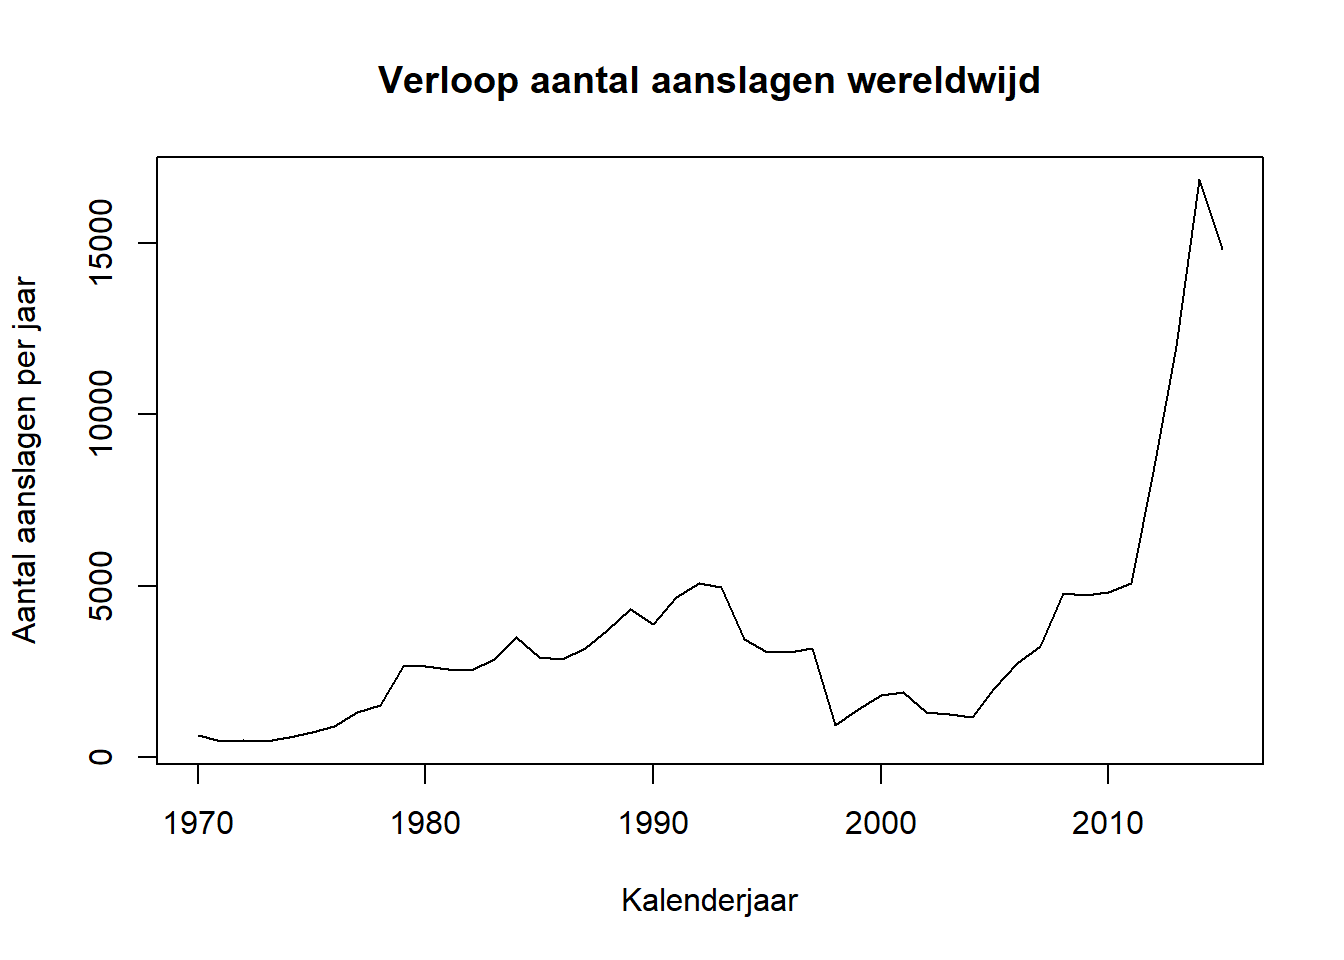 Verloop aantal aanslagen wereldwijd
Aantal aanslagen per jaar
15000
10000
5000
0
1970 1980 1990 2000 2010
Kalenderjaar